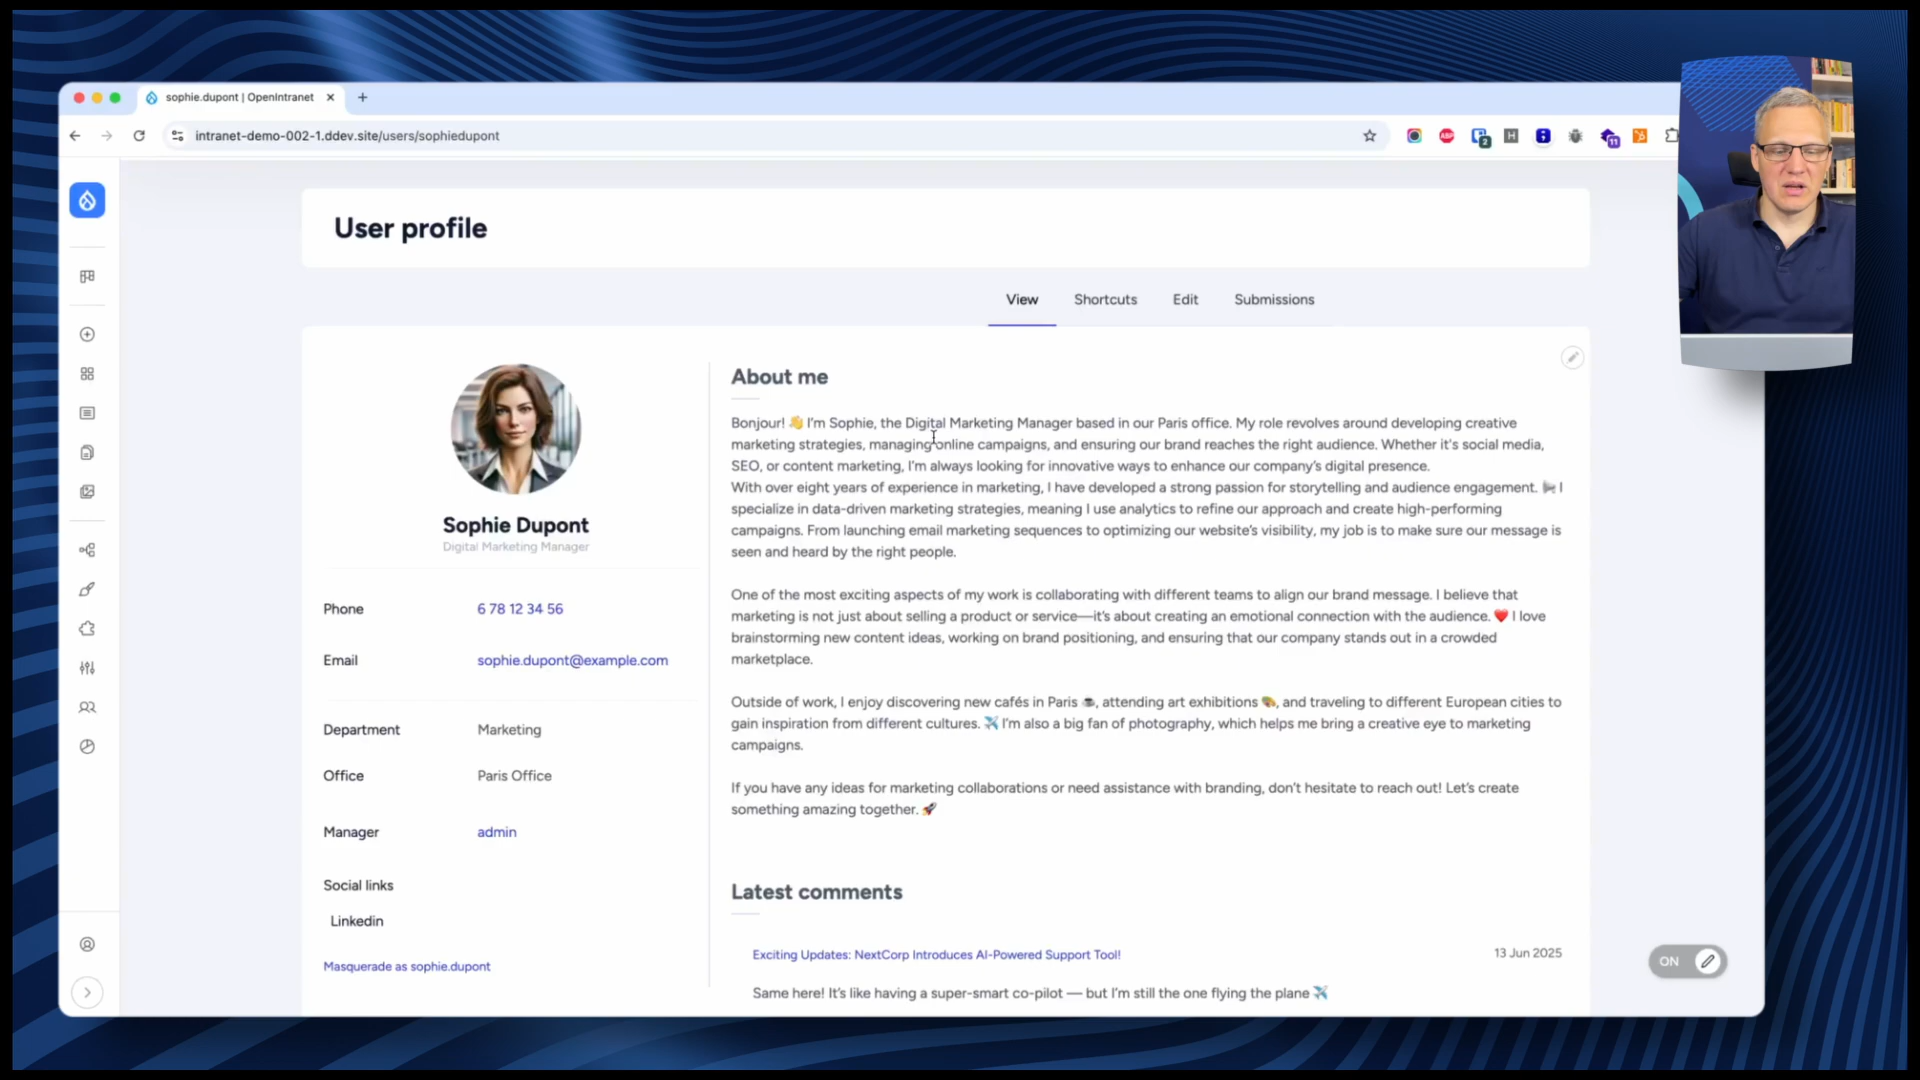 sophie.dupont | OpenIntranet
intranet-demo-002-1.ddev.site/users/sophiedupont
ABP
2
H
11
User profile
View
Shortcuts
Edit
Submissions
Sophie Dupont
Digital Marketing Manager
Phone
6 78 12 34 56
Email
sophie.dupont@example.com
Department
Marketing
Office
Paris Office
Manager
admin
Social links
Linkedin
Masquerade as sophie.dupont
About me
Bonjour! 👋 I'm Sophie, the Digital Marketing Manager based in our Paris office. My role revolves around developing creative
marketing strategies, managing online campaigns, and ensuring our brand reaches the right audience. Whether it's social media,
SEO, or content marketing, I'm always looking for innovative ways to enhance our company's digital presence.
With over eight years of experience in marketing, I have developed a strong passion for storytelling and audience engagement. 📢 I
specialize in data-driven marketing strategies, meaning I use analytics to refine our approach and create high-performing
campaigns. From launching email marketing sequences to optimizing our website's visibility, my job is to make sure our message is
seen and heard by the right people.
One of the most exciting aspects of my work is collaborating with different teams to align our brand message. I believe that
marketing is not just about selling a product or service—it's about creating an emotional connection with the audience. ❤️ I love
brainstorming new content ideas, working on brand positioning, and ensuring that our company stands out in a crowded
marketplace.
Outside of work, I enjoy discovering new cafés in Paris ☕, attending art exhibitions 🎨, and traveling to different European cities to
gain inspiration from different cultures. ✈️ I'm also a big fan of photography, which helps me bring a creative eye to marketing
campaigns.
If you have any ideas for marketing collaborations or need assistance with branding, don't hesitate to reach out! Let's create
something amazing together. 🚀
Latest comments
Exciting Updates: NextCorp Introduces AI-Powered Support Tool!
13 Jun 2025
Same here! It's like having a super-smart co-pilot — but I'm still the one flying the plane ✈️
ON